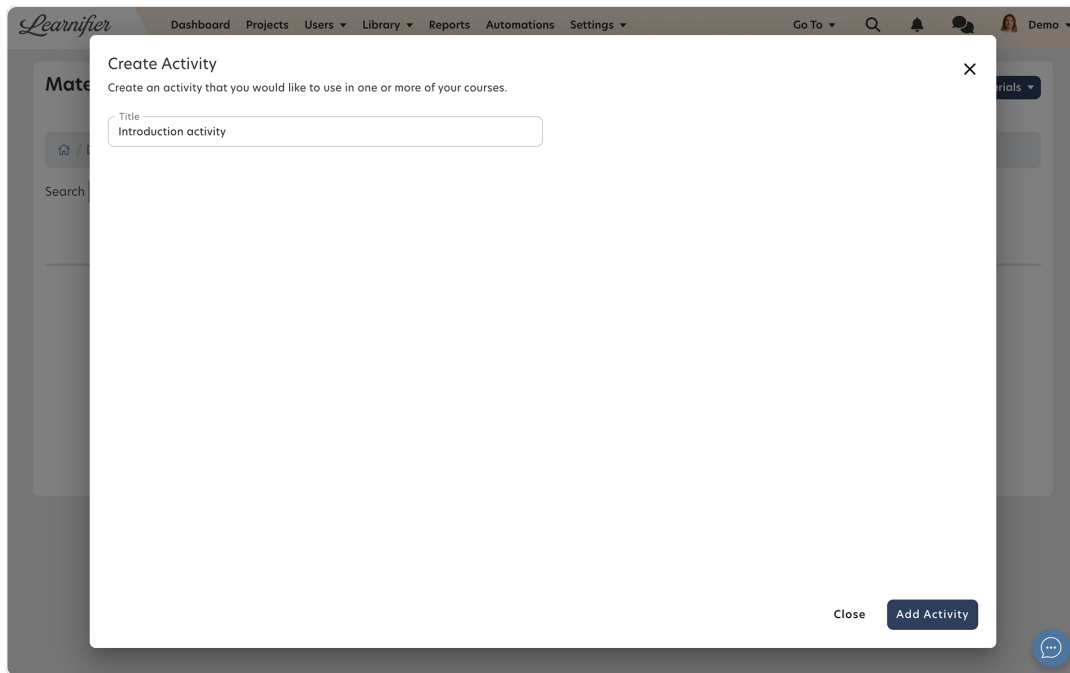 Learnifier Dashboard Projects Users Library Reports Automations Settings Go To Demo
Create Activity
Create an activity that you would like to use in one or more of your courses.
Mate
rials
Title
Introduction activity
/
Search
Close Add Activity